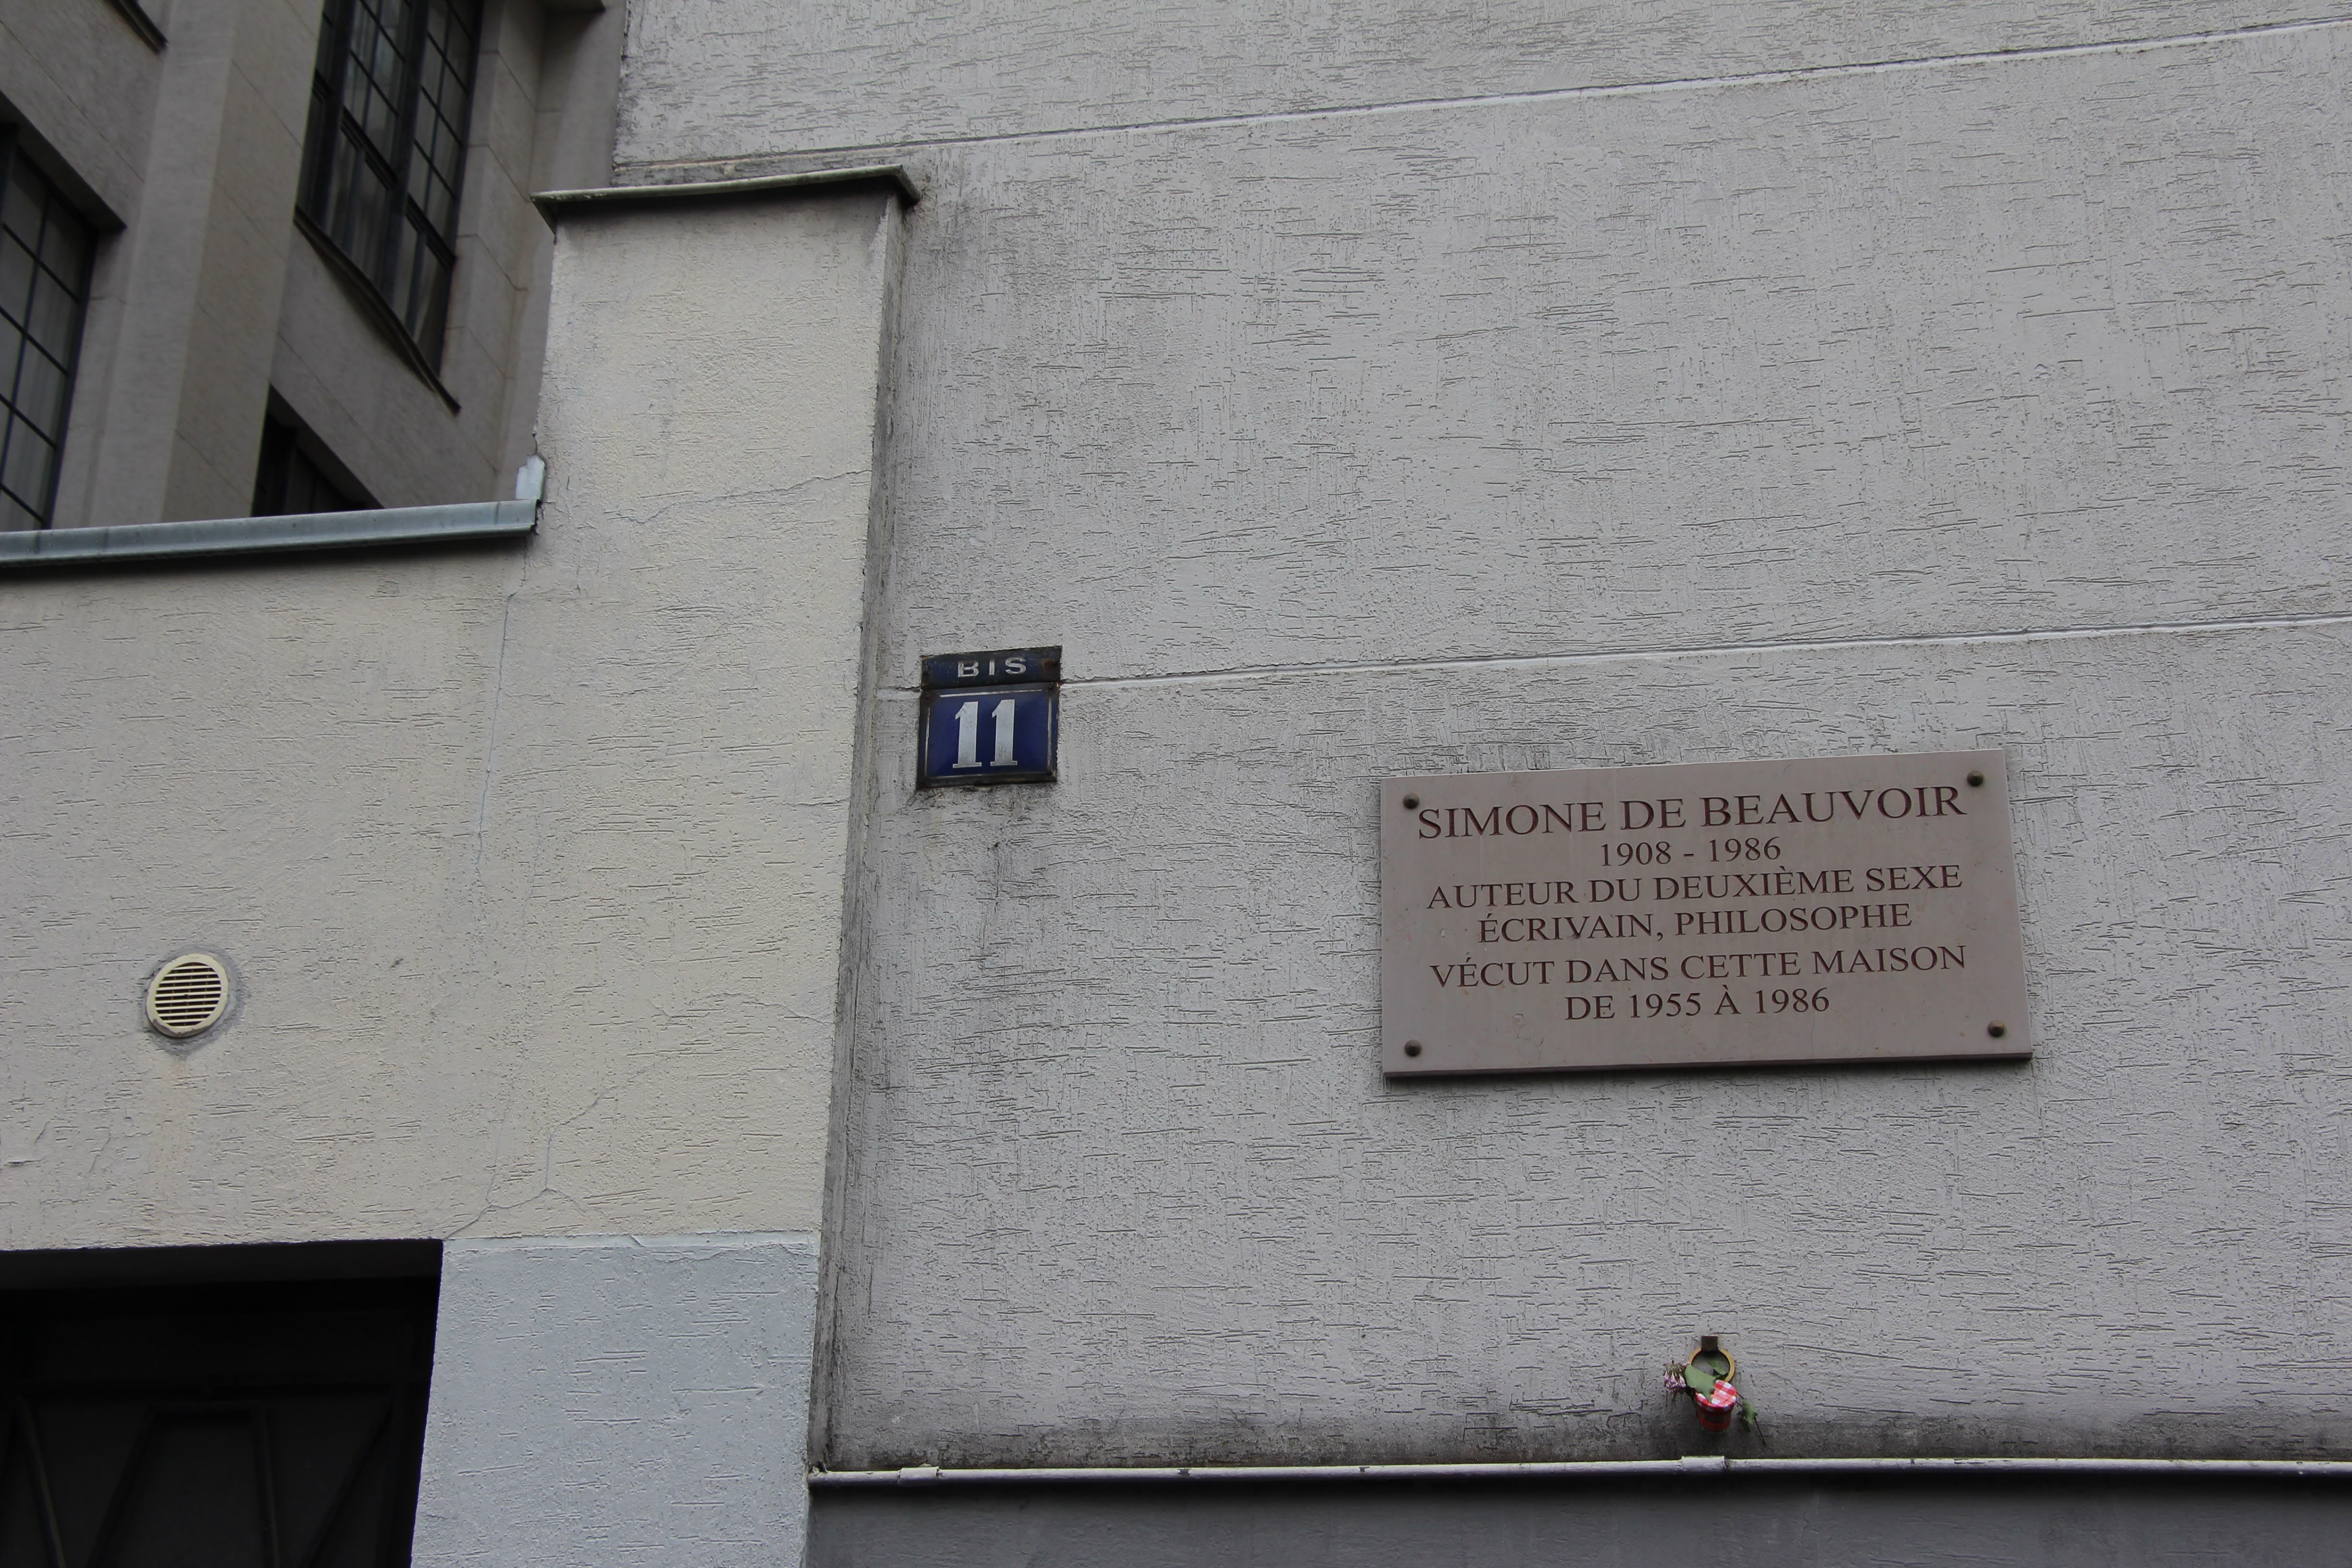 BIS
11
SIMONE DE BEAUVOIR
1908 - 1986
AUTEUR DU DEUXIÈME SEXE
ÉCRIVAIN, PHILOSOPHE
VÉCUT DANS CETTE MAISON
DE 1955 À 1986